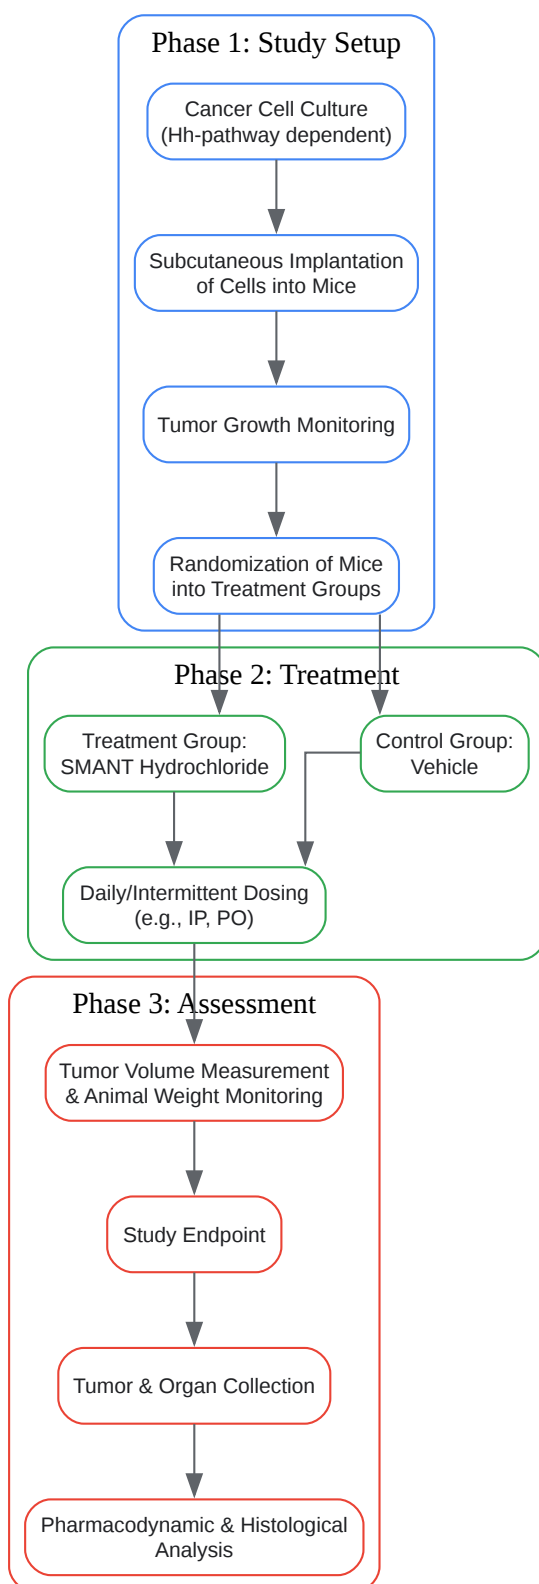 Phase 1: Study Setup
Cancer Cell Culture
(Hh-pathway dependent)
Subcutaneous Implantation
of Cells into Mice
Tumor Growth Monitoring
Randomization of Mice
into Treatment Groups
Phase 2: Treatment
Treatment Group:
SMANT Hydrochloride
Control Group:
Vehicle
Daily/Intermittent Dosing
(e.g., IP, PO)
Phase 3: Assessment
Tumor Volume Measurement
& Animal Weight Monitoring
Study Endpoint
Tumor & Organ Collection
Pharmacodynamic & Histological
Analysis